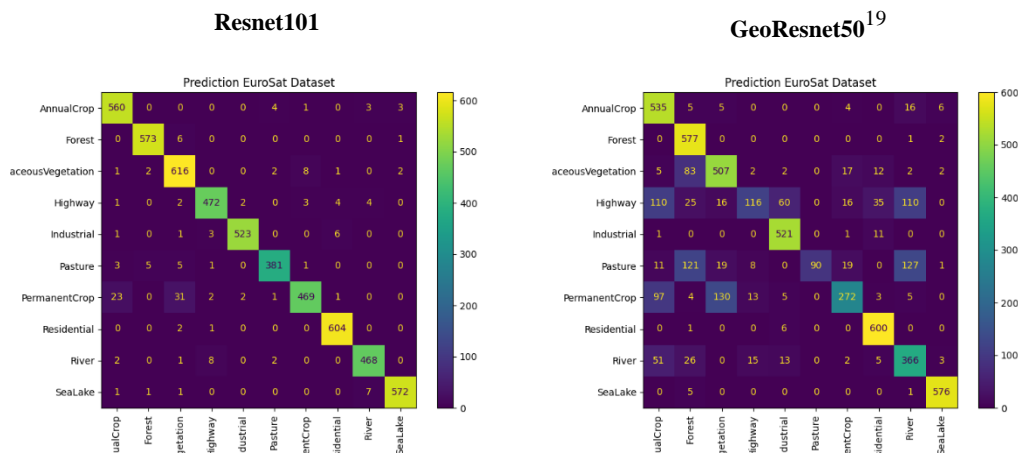 Resnet101
GeoResnet50¹⁹
Prediction EuroSat Dataset
AnnualCrop 560 0 0 0 0 4 1 0 3 3
Forest 0 573 6 0 0 0 0 0 0 1
aceousVegetation 1 2 616 0 0 2 8 1 0 2
Highway 1 0 2 472 2 0 3 4 4 0
Industrial 1 0 1 3 523 0 0 6 0 0
Pasture 3 5 5 1 0 381 1 0 0 0
PermanentCrop 23 0 31 2 2 1 469 1 0 0
Residential 0 0 2 1 0 0 0 604 0 0
River 2 0 1 8 0 2 0 0 468 0
SeaLake 1 1 1 0 0 0 0 0 7 572
ualCrop
Forest
getation
Highway
dustrial
Pasture
entCrop
sidential
River
SeaLake
600
500
400
300
200
100
0
Prediction EuroSat Dataset
AnnualCrop 535 5 5 0 0 0 4 0 16 6
Forest 0 577 0 0 0 0 0 0 1 2
aceousVegetation 5 83 507 2 2 0 17 12 2 2
Highway 110 25 16 116 60 0 16 35 110 0
Industrial 1 0 0 0 521 0 1 11 0 0
Pasture 11 121 19 8 0 90 19 0 127 1
PermanentCrop 97 4 130 13 5 0 272 3 5 0
Residential 0 1 0 0 6 0 0 600 0 0
River 51 26 0 15 13 0 2 5 366 3
SeaLake 0 5 0 0 0 0 0 0 1 576
ualCrop
Forest
getation
Highway
dustrial
Pasture
entCrop
sidential
River
SeaLake
600
500
400
300
200
100
0